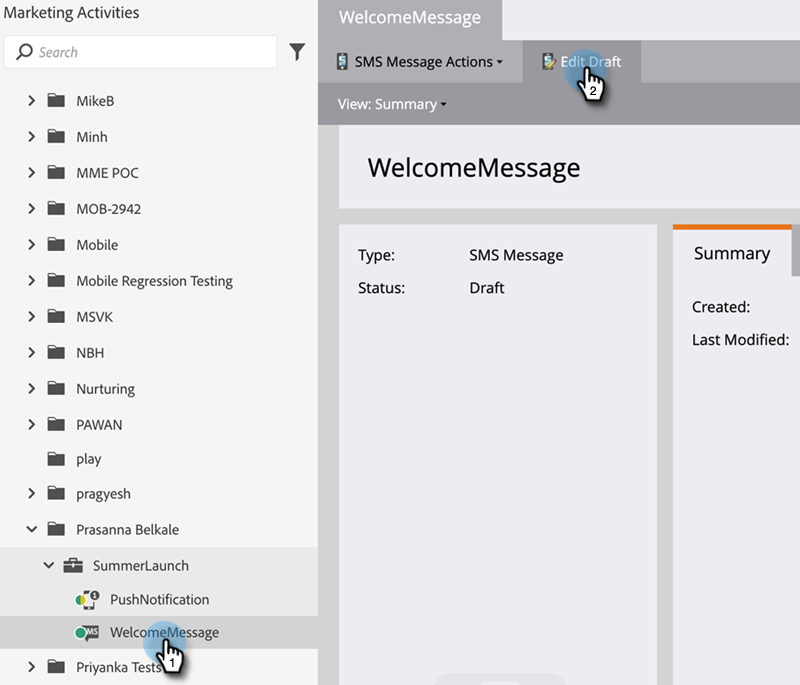 Marketing Activities
Search
MikeB
Minh
MME POC
MOB-2942
Mobile
Mobile Regression Testing
MSVK
NBH
Nurturing
PAWAN
play
pragyesh
Prasanna Belkale
SummerLaunch
PushNotification
SMS WelcomeMessage
1
Priyanka Tests
WelcomeMessage
SMS Message Actions
Edit Draft
2
View: Summary
WelcomeMessage
Type: SMS Message
Status: Draft
Summary
Created:
Last Modified: